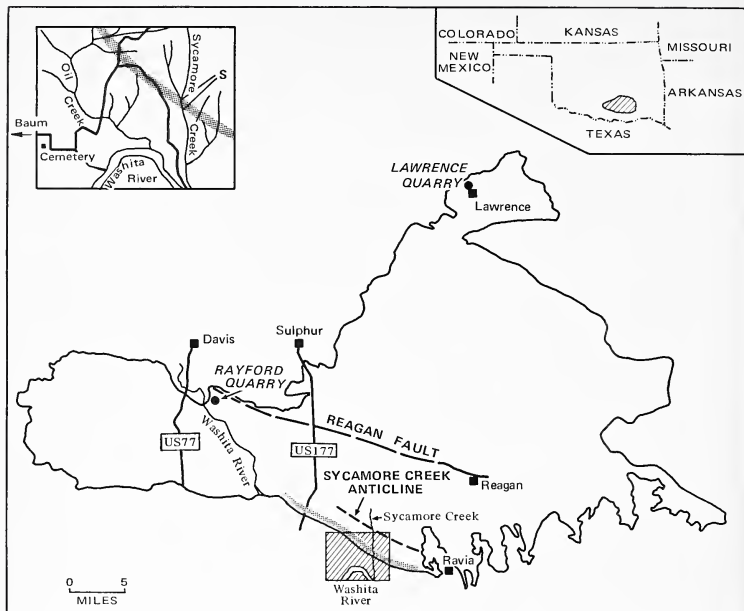 Oil
Creek
Sycamore
Creek
S
Baum
Cemetery
Washita
River
COLORADO
KANSAS
NEW
MEXICO
MISSOURI
ARKANSAS
TEXAS
LAWRENCE
QUARRY
Lawrence
Davis
Sulphur
RAYFORD
QUARRY
REAGAN FAULT
US77
Washita
River
US177
SYCAMORE CREEK
ANTICLINE
Reagan
Sycamore Creek
Ravia
Washita
River
0 5
MILES